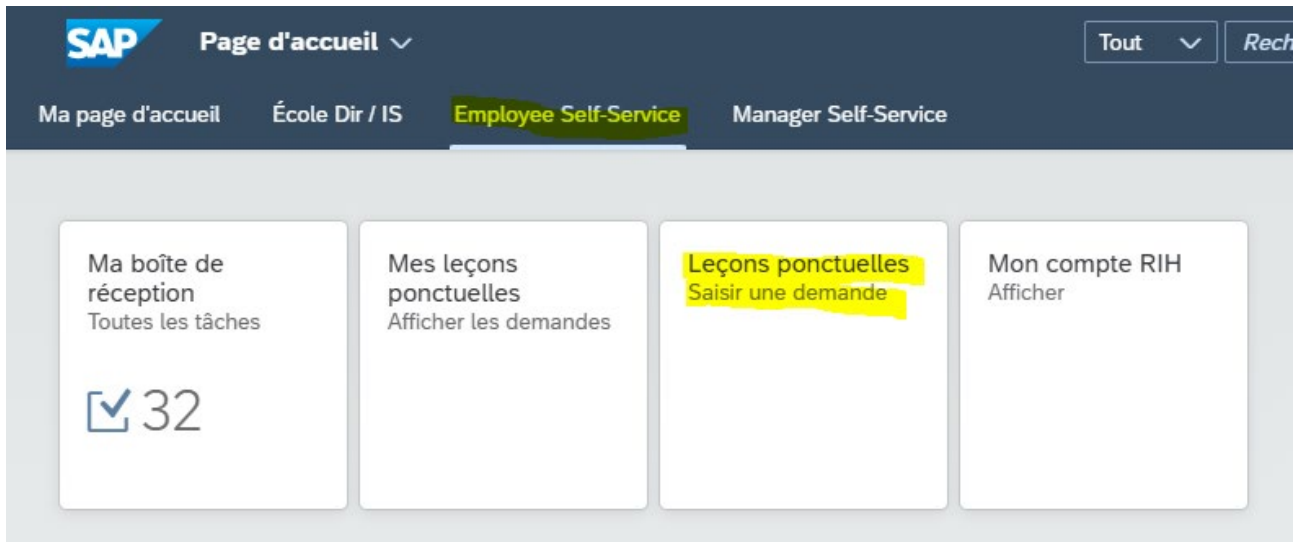 SAP Page d'accueil Tout Rech
Ma page d'accueil École Dir / IS Employee Self-Service Manager Self-Service
Ma boîte de
réception
Toutes les tâches
32
Mes leçons
ponctuelles
Afficher les demandes
Leçons ponctuelles
Saisir une demande
Mon compte RIH
Afficher